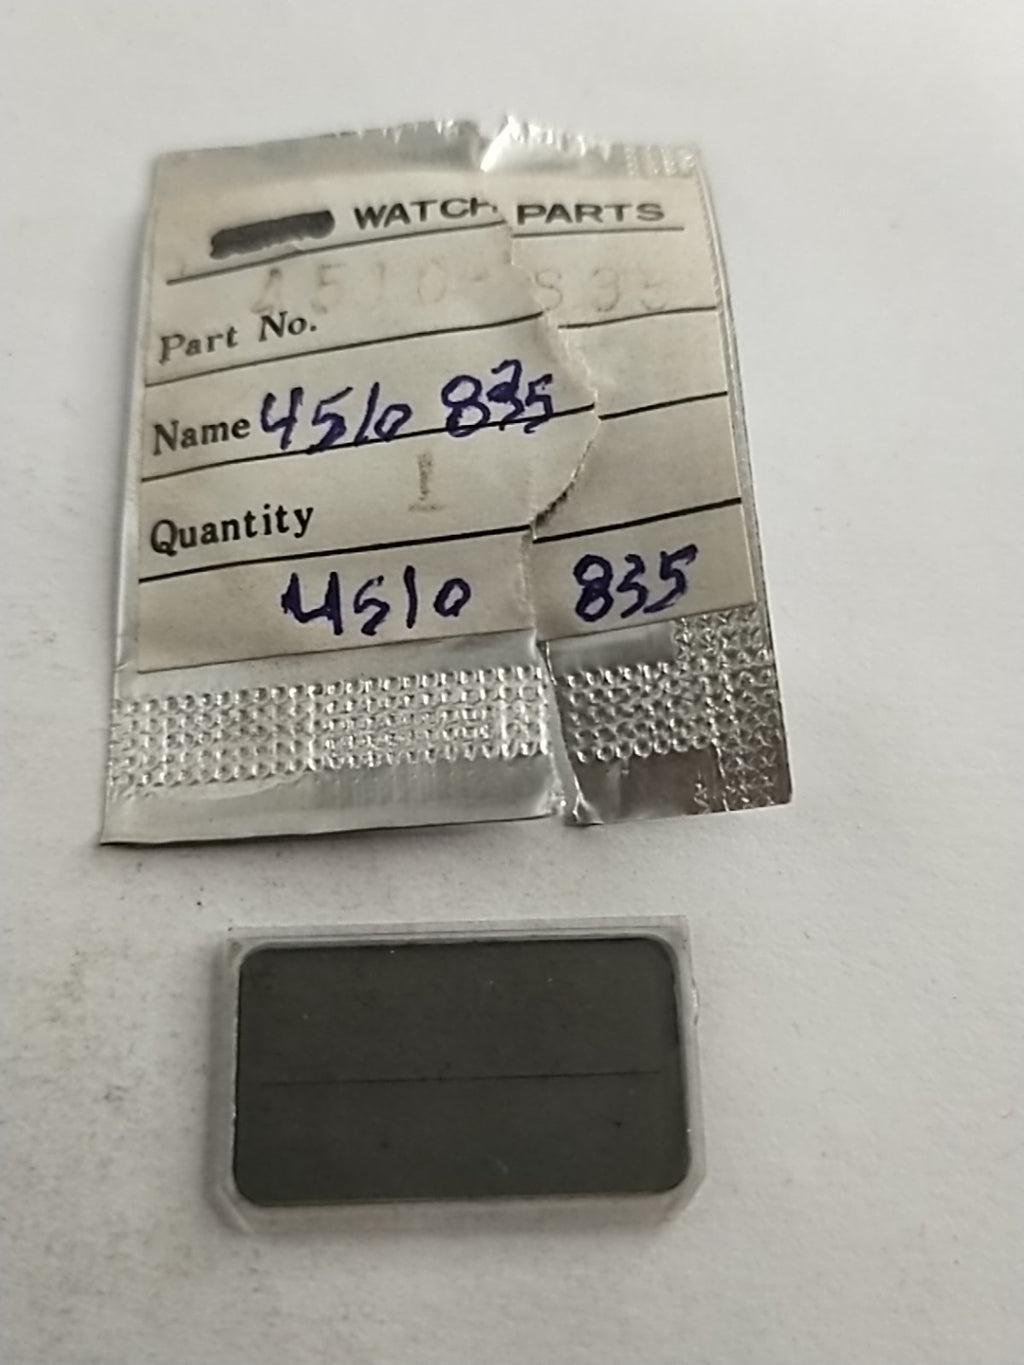 WATCH PARTS
4510-835
Part No.
Name 4510 835
1
Quantity
4510 835